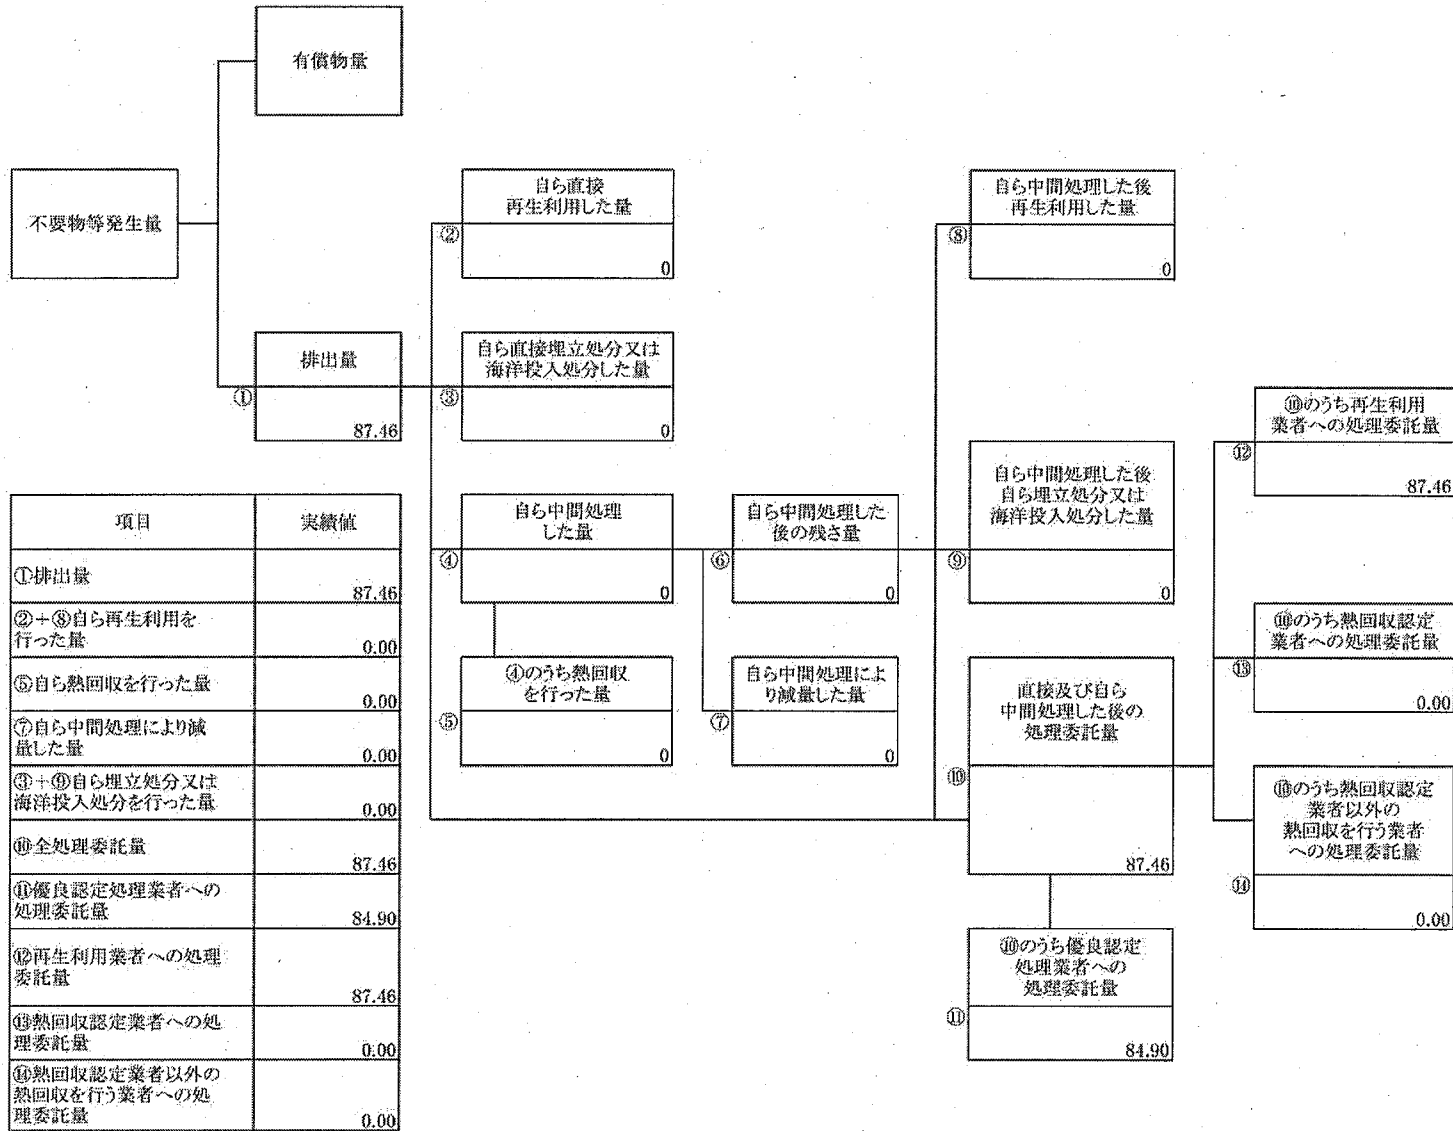 有償物量
不要物等発生量
自ら直接
再生利用した量
②
0
自ら中間処理した後
再生利用した量
⑧
0
排出量
①
87.46
自ら直接埋立処分又は
海洋投入処分した量
③
0
⑩のうち再生利用
業者への処理委託量
⑫
87.46
自ら中間処理
した量
④
0
自ら中間処理した
後の残さ量
⑥
0
自ら中間処理した後
自ら埋立処分又は
海洋投入処分した量
⑨
0
⑩のうち熱回収認定
業者への処理委託量
⑬
0.00
④のうち熱回収
を行った量
⑤
0
自ら中間処理によ
り減量した量
⑦
0
直接及び自ら
中間処理した後の
処理委託量
⑩
87.46
⑩のうち熱回収認定
業者以外の
熱回収を行う業者
への処理委託量
⑭
0.00
⑩のうち優良認定
処理業者への
処理委託量
⑪
84.90
項目 実績値
①排出量
87.46
②+⑧自ら再生利用を
行った量
0.00
⑤自ら熱回収を行った量
0.00
⑦自ら中間処理により減
量した量
0.00
③+⑨自ら埋立処分又は
海洋投入処分を行った量
0.00
⑩全処理委託量
87.46
⑪優良認定処理業者への
処理委託量
84.90
⑫再生利用業者への処理
委託量
87.46
⑬熱回収認定業者への処
理委託量
0.00
⑭熱回収認定業者以外の
熱回収を行う業者への処
理委託量
0.00